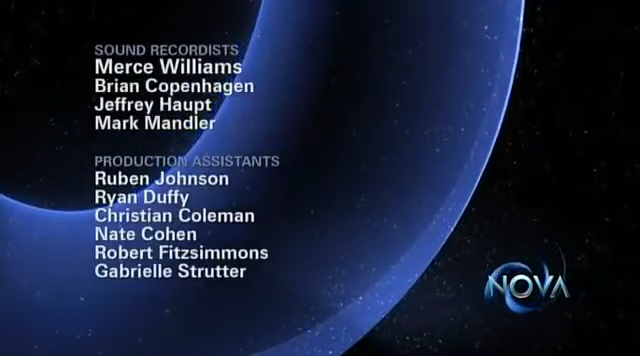 SOUND RECORDISTS
Merce Williams
Brian Copenhagen
Jeffrey Haupt
Mark Mandler
PRODUCTION ASSISTANTS
Ruben Johnson
Ryan Duffy
Christian Coleman
Nate Cohen
Robert Fitzsimmons
Gabrielle Strutter
NOVA